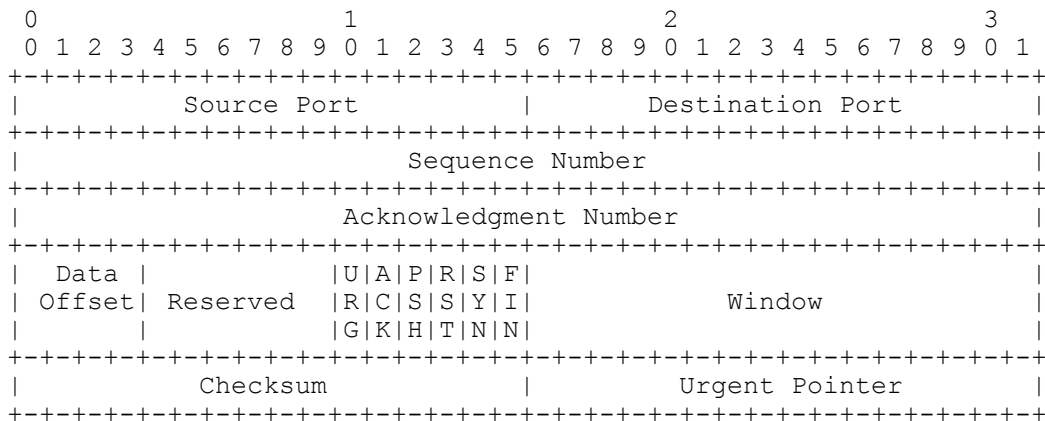 0                   1                   2                   3
 0 1 2 3 4 5 6 7 8 9 0 1 2 3 4 5 6 7 8 9 0 1 2 3 4 5 6 7 8 9 0 1
+-+-+-+-+-+-+-+-+-+-+-+-+-+-+-+-+-+-+-+-+-+-+-+-+-+-+-+-+-+-+-+-+
|          Source Port          |       Destination Port        |
+-+-+-+-+-+-+-+-+-+-+-+-+-+-+-+-+-+-+-+-+-+-+-+-+-+-+-+-+-+-+-+-+
|                        Sequence Number                        |
+-+-+-+-+-+-+-+-+-+-+-+-+-+-+-+-+-+-+-+-+-+-+-+-+-+-+-+-+-+-+-+-+
|                    Acknowledgment Number                      |
+-+-+-+-+-+-+-+-+-+-+-+-+-+-+-+-+-+-+-+-+-+-+-+-+-+-+-+-+-+-+-+-+
|  Data |           |U|A|P|R|S|F|                               |
| Offset| Reserved  |R|C|S|S|Y|I|            Window             |
|       |           |G|K|H|T|N|N|                               |
+-+-+-+-+-+-+-+-+-+-+-+-+-+-+-+-+-+-+-+-+-+-+-+-+-+-+-+-+-+-+-+-+
|           Checksum            |         Urgent Pointer        |
+-+-+-+-+-+-+-+-+-+-+-+-+-+-+-+-+-+-+-+-+-+-+-+-+-+-+-+-+-+-+-+-+